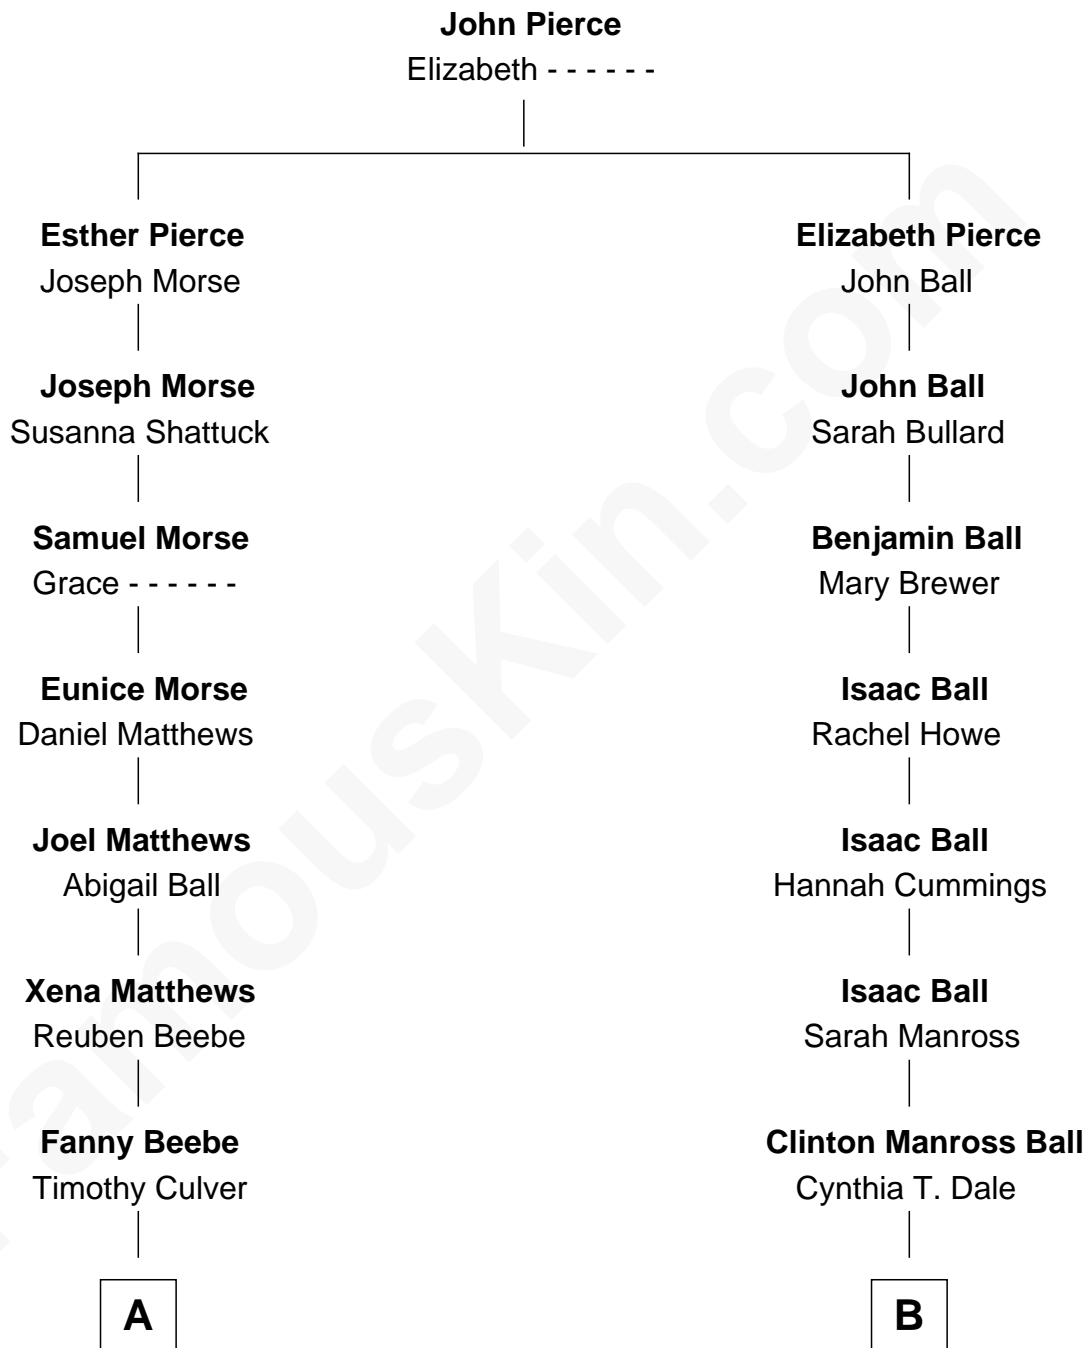 John Pierce
Elizabeth - - - - - -
Esther Pierce
Joseph Morse
Elizabeth Pierce
John Ball
Joseph Morse
Susanna Shattuck
John Ball
Sarah Bullard
Samuel Morse
Grace - - - - - -
Benjamin Ball
Mary Brewer
Eunice Morse
Daniel Matthews
Isaac Ball
Rachel Howe
Joel Matthews
Abigail Ball
Isaac Ball
Hannah Cummings
Xena Matthews
Reuben Beebe
Isaac Ball
Sarah Manross
Fanny Beebe
Timothy Culver
Clinton Manross Ball
Cynthia T. Dale
A
B
FamousKin.com